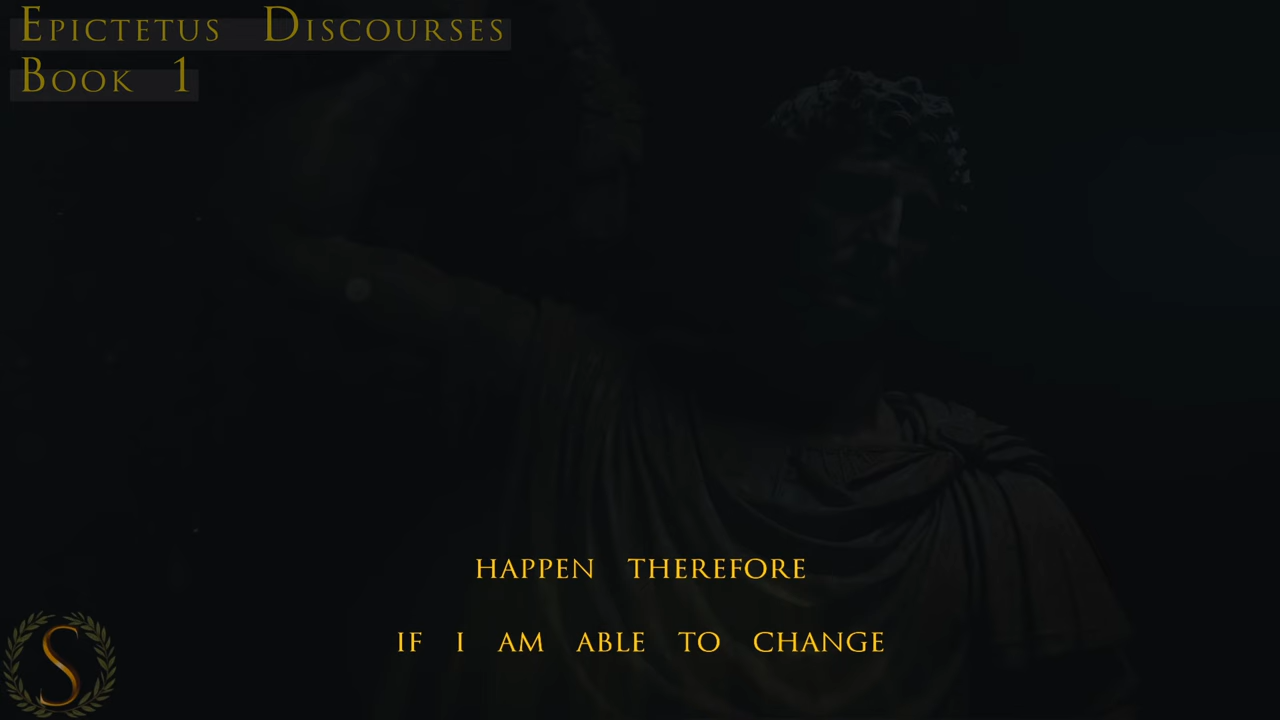 Epictetus Discourses
Book 1
HAPPEN THEREFORE
IF I AM ABLE TO CHANGE
S